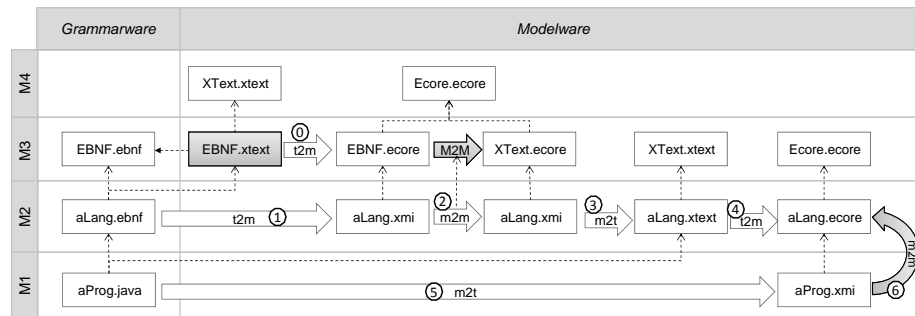 Grammarware Modelware
M4
XText.xtext Ecore.ecore
M3
EBNF.ebnf EBNF.xtext 0 t2m EBNF.ecore M2M XText.ecore XText.xtext Ecore.ecore
M2
aLang.ebnf 1 t2m aLang.xmi 2 m2m aLang.xmi 3 m2t aLang.xtext 4 t2m aLang.ecore
M1
aProg.java 5 m2t aProg.xmi 6 m2m